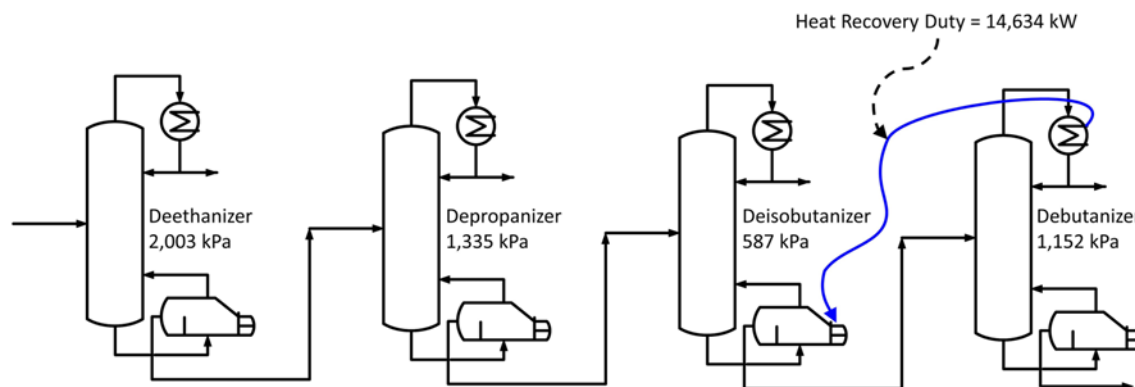 Heat Recovery Duty = 14,634 kW
Deethanizer
2,003 kPa
Depropanizer
1,335 kPa
Deisobutanizer
587 kPa
Debutanizer
1,152 kPa